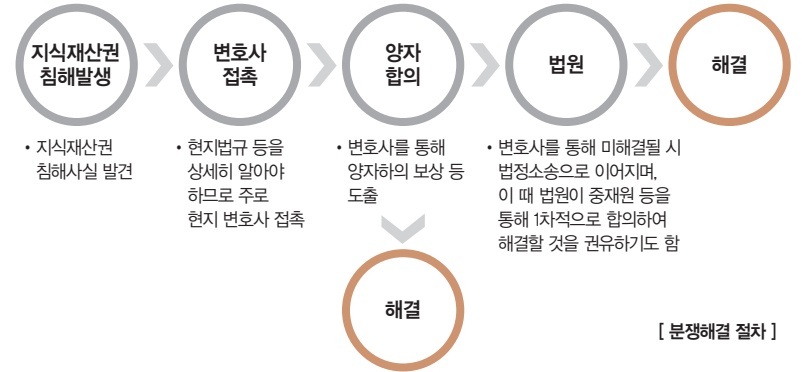 지식재산권
침해발생
변호사
접촉
양자
합의
법원
해결
• 지식재산권
침해사실 발견
• 현지법규 등을
상세히 알아야
하므로 주로
현지 변호사 접촉
• 변호사를 통해
양자하의 보상 등
도출
• 변호사를 통해 미해결될 시
법정소송으로 이어지며,
이 때 법원이 중재원 등을
통해 1차적으로 합의하여
해결할 것을 권유하기도 함
해결
[ 분쟁해결 절차 ]